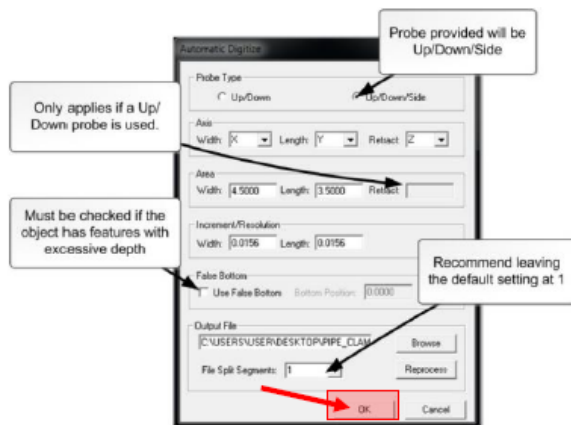 Automatic Digitize
Probe provided will be
Up/Down/Side
Probe Type
Up/Down
Up/Down/Side
Only applies if a Up/
Down probe is used.
Axis
Width: X Length: Y Retract: Z
Area
Width: 4.5000 Length: 3.5000 Retract:
Must be checked if the
object has features with
excessive depth
Increment/Resolution
Width: 0.0156 Length: 0.0156
Recommend leaving
the default setting at 1
False Bottom
Use False Bottom Bottom Position: 0.0000
Output File
C:\USERS\USER\DESKTOP\PIPE_CLAM Browse
File Split Segments: 1 Reprocess
OK Cancel